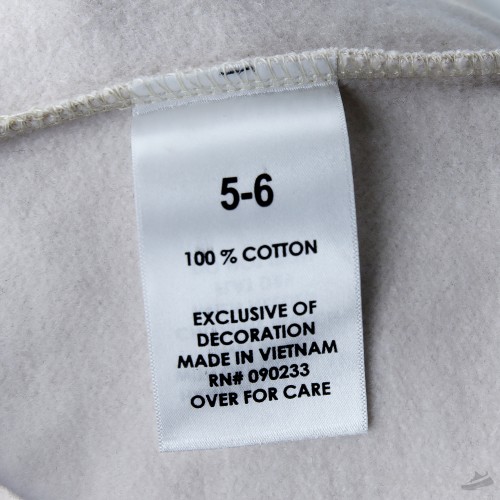 5-6
100 % COTTON
EXCLUSIVE OF
DECORATION
MADE IN VIETNAM
RN# 090233
OVER FOR CARE